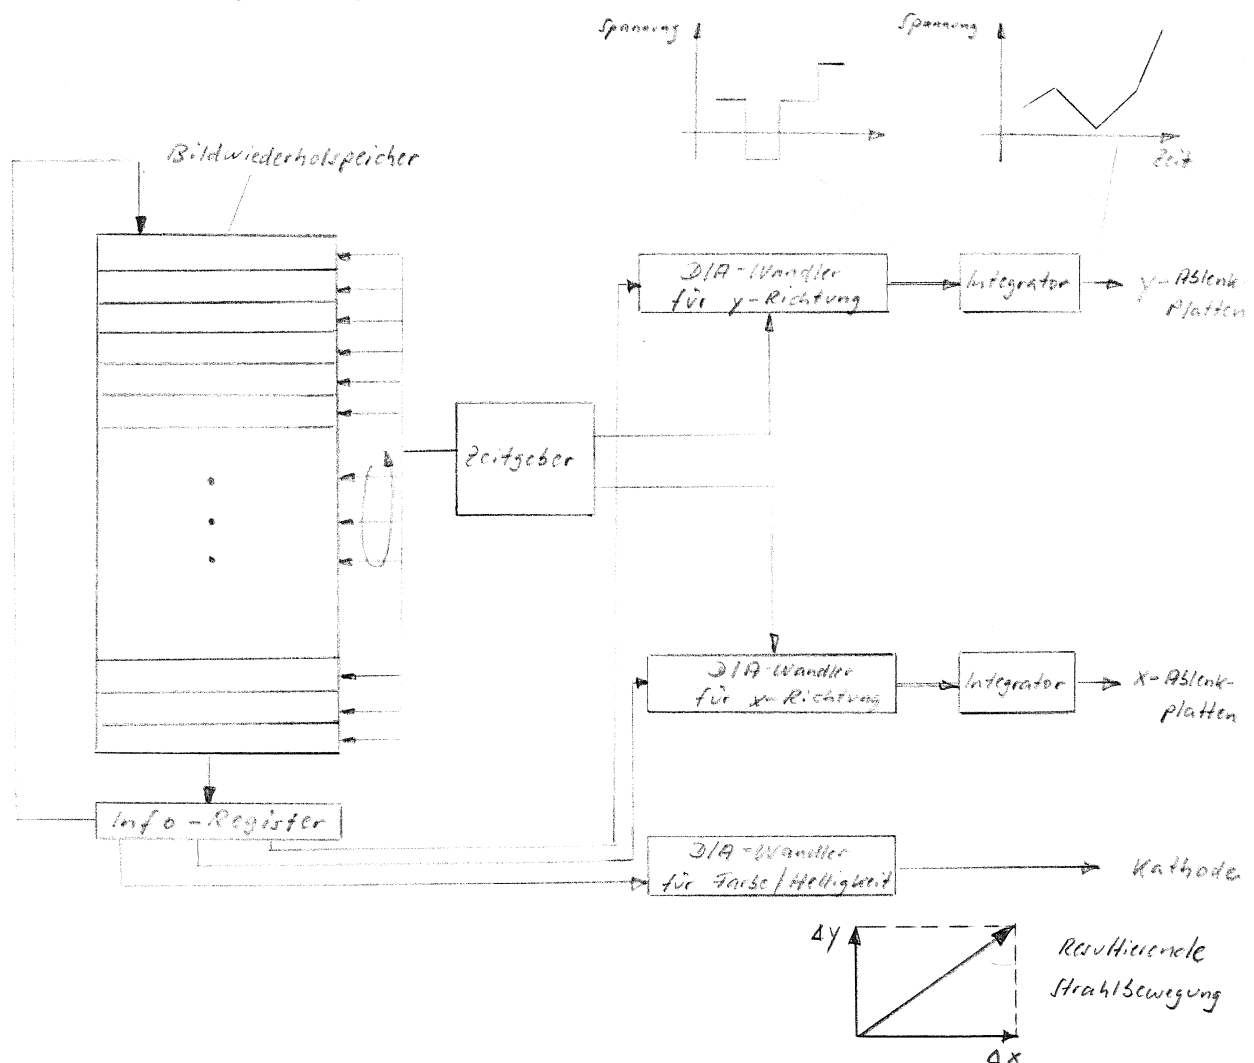 Spannung
Spannung
Zeit
Bildwiederholspeicher
D/A-Wandler
für y-Richtung
Integrator
y-Ablenk-
Platten
Zeitgeber
D/A-Wandler
für x-Richtung
Integrator
x-Ablenk-
platten
Info-Register
D/A-Wandler
für Farbe/Helligkeit
Kathode
Δy
Resultierende
Strahlbewegung
Δx